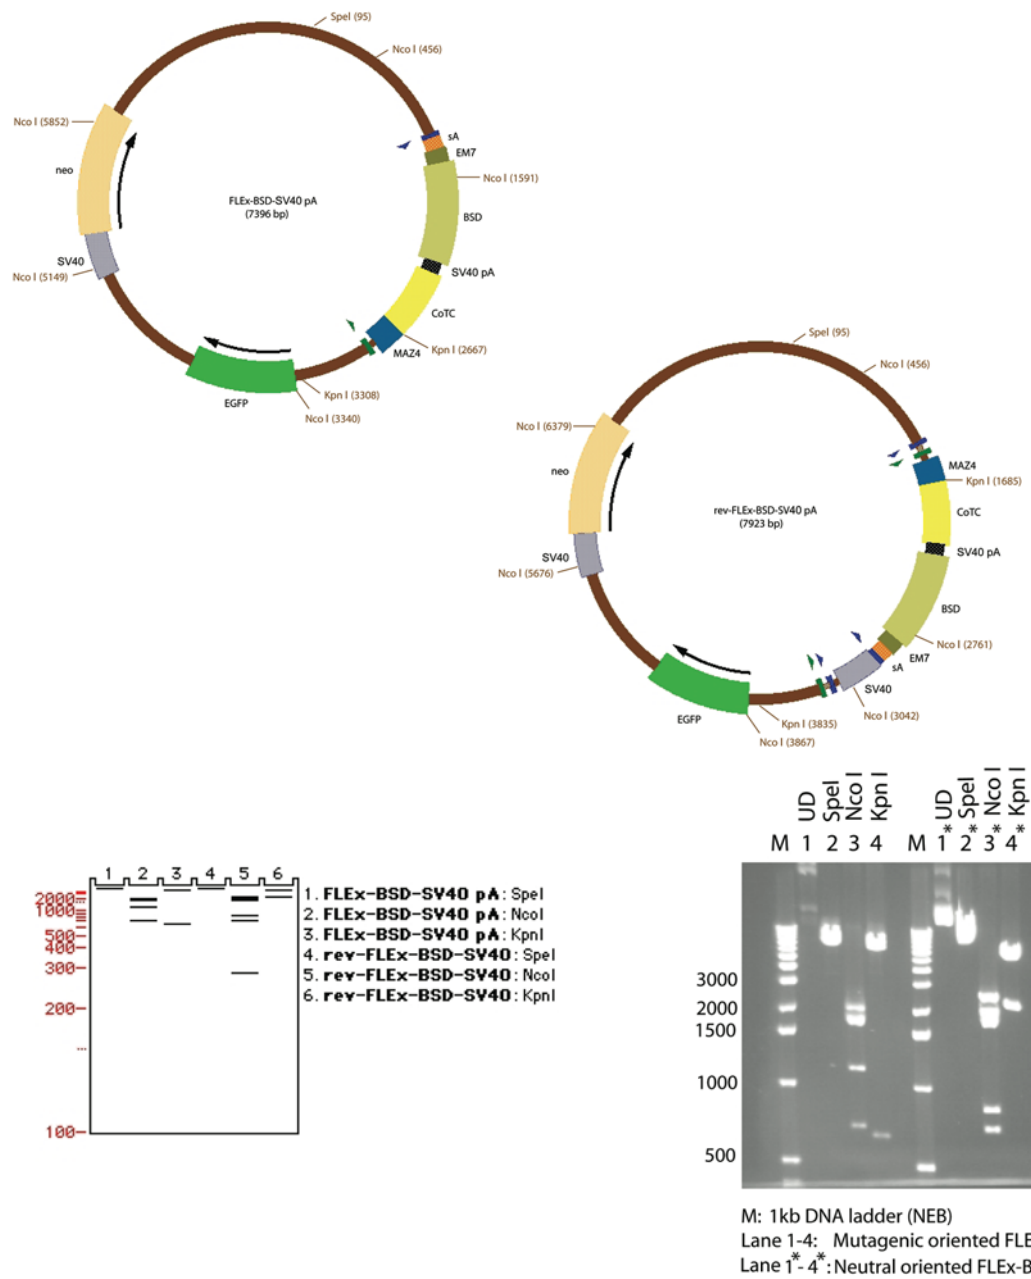 SpeI (95)
Nco I (456)
Nco I (5852)
sA
EM7
neo
Nco I (1591)
FLEx-BSD-SV40 pA
(7396 bp)
BSD
SV40
SV40 pA
Nco I (5149)
CoTC
Kpn I (2667)
MAZ4
Kpn I (3308)
EGFP
Nco I (3340)
SpeI (95)
Nco I (456)
Nco I (6379)
MAZ4
neo
Kpn I (1685)
CoTC
rev-FLEx-BSD-SV40 pA
(7923 bp)
SV40 pA
SV40
Nco I (5676)
BSD
Nco I (2761)
EM7
sA
SV40
Nco I (3042)
Kpn I (3835)
EGFP
Nco I (3867)
1 2 3 4 5 6
2000
1000
500
400
300
200
100
1. FLEx-BSD-SV40 pA: SpeI
2. FLEx-BSD-SV40 pA: NcoI
3. FLEx-BSD-SV40 pA: KpnI
4. rev-FLEx-BSD-SV40: SpeI
5. rev-FLEx-BSD-SV40: NcoI
6. rev-FLEx-BSD-SV40: KpnI
UD SpeI Nco I Kpn I UD SpeI Nco I Kpn I
M 1 2 3 4 M 1* 2* 3* 4*
3000
2000
1500
1000
500
M: 1kb DNA ladder (NEB)
Lane 1-4: Mutagenic oriented FLE
Lane 1*- 4*: Neutral oriented FLEx-B